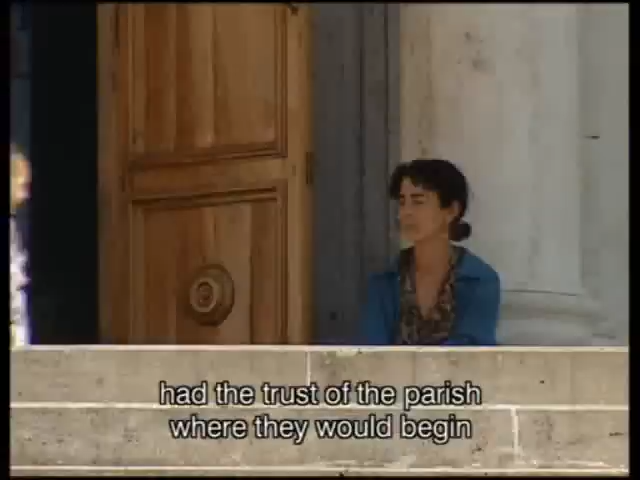 had the trust of the parish
where they would begin